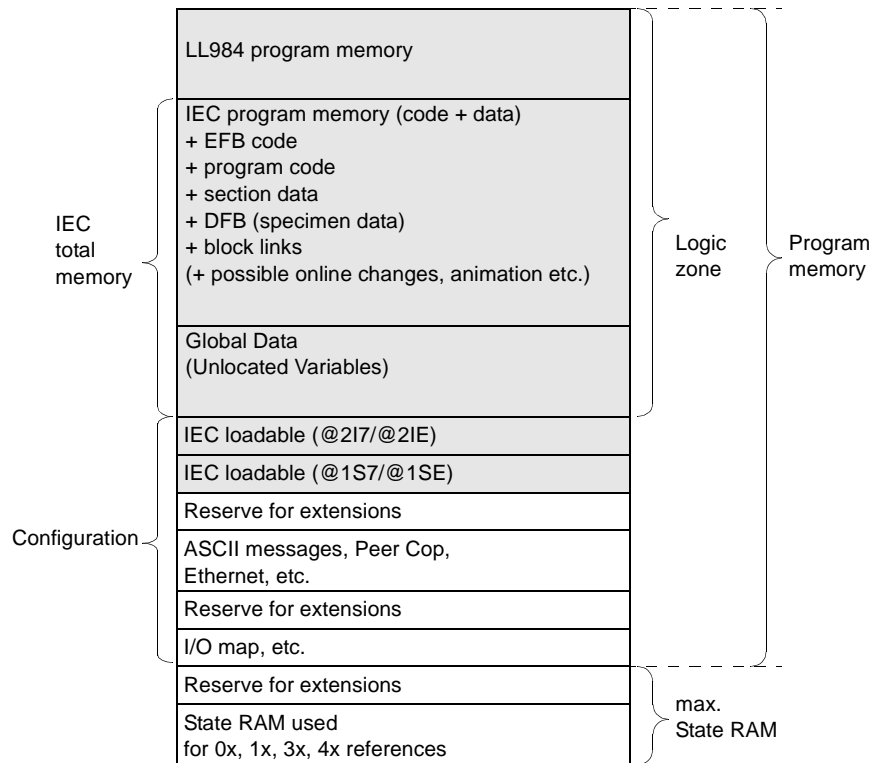 LL984 program memory
IEC program memory (code + data)
+ EFB code
+ program code
+ section data
+ DFB (specimen data)
+ block links
(+ possible online changes, animation etc.)
Global Data
(Unlocated Variables)
IEC loadable (@2I7/@2IE)
IEC loadable (@1S7/@1SE)
Reserve for extensions
ASCII messages, Peer Cop,
Ethernet, etc.
Reserve for extensions
I/O map, etc.
Reserve for extensions
State RAM used
for 0x, 1x, 3x, 4x references
IEC
total
memory
Configuration
Logic
zone
Program
memory
max.
State RAM